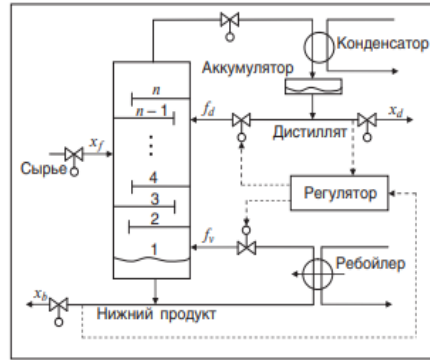 Конденсатор
Аккумулятор
n
n – 1
x_f
f_d
x_d
Дистиллят
Сырье
4
Регулятор
3
2
f_v
1
Ребойлер
x_b
Нижний продукт